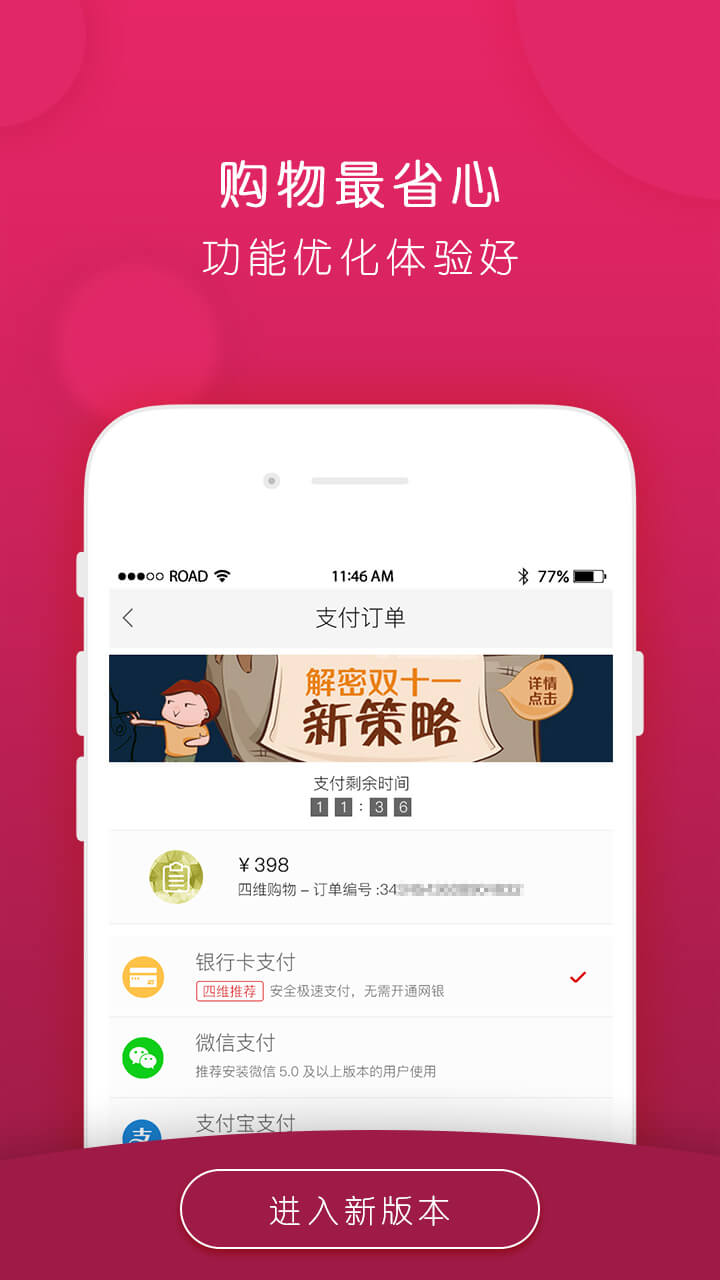 购物最省心
功能优化体验好
ROAD 11:46 AM 77%
支付订单
解密双十一
新策略
详情
点击
支付剩余时间
11:36
¥398
四维购物 – 订单编号 :34
银行卡支付
四维推荐 安全极速支付，无需开通网银
微信支付
推荐安装微信 5.0 及以上版本的用户使用
支付宝支付
支
进入新版本